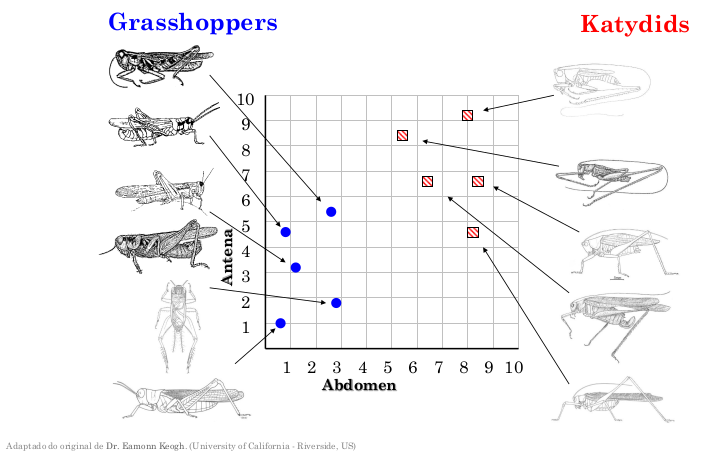 Grasshoppers
Katydids
10
9
8
7
6
5
4
3
2
1
Antena
1 2 3 4 5 6 7 8 9 10
Abdomen
Adaptado do original de Dr. Eamonn Keogh. (University of California - Riverside, US)